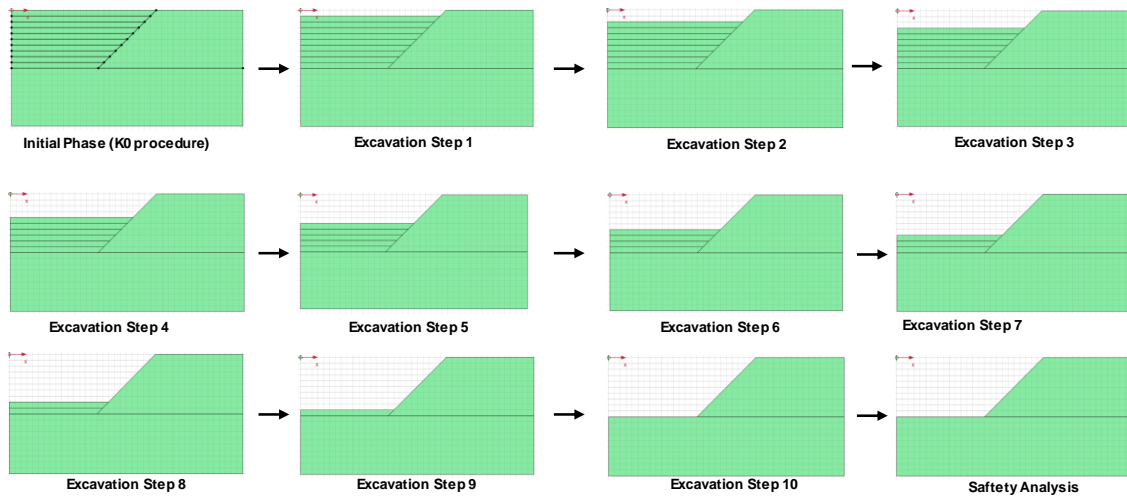 Initial Phase (K0 procedure)
Excavation Step 1
Excavation Step 2
Excavation Step 3
Excavation Step 4
Excavation Step 5
Excavation Step 6
Excavation Step 7
Excavation Step 8
Excavation Step 9
Excavation Step 10
Saftety Analysis